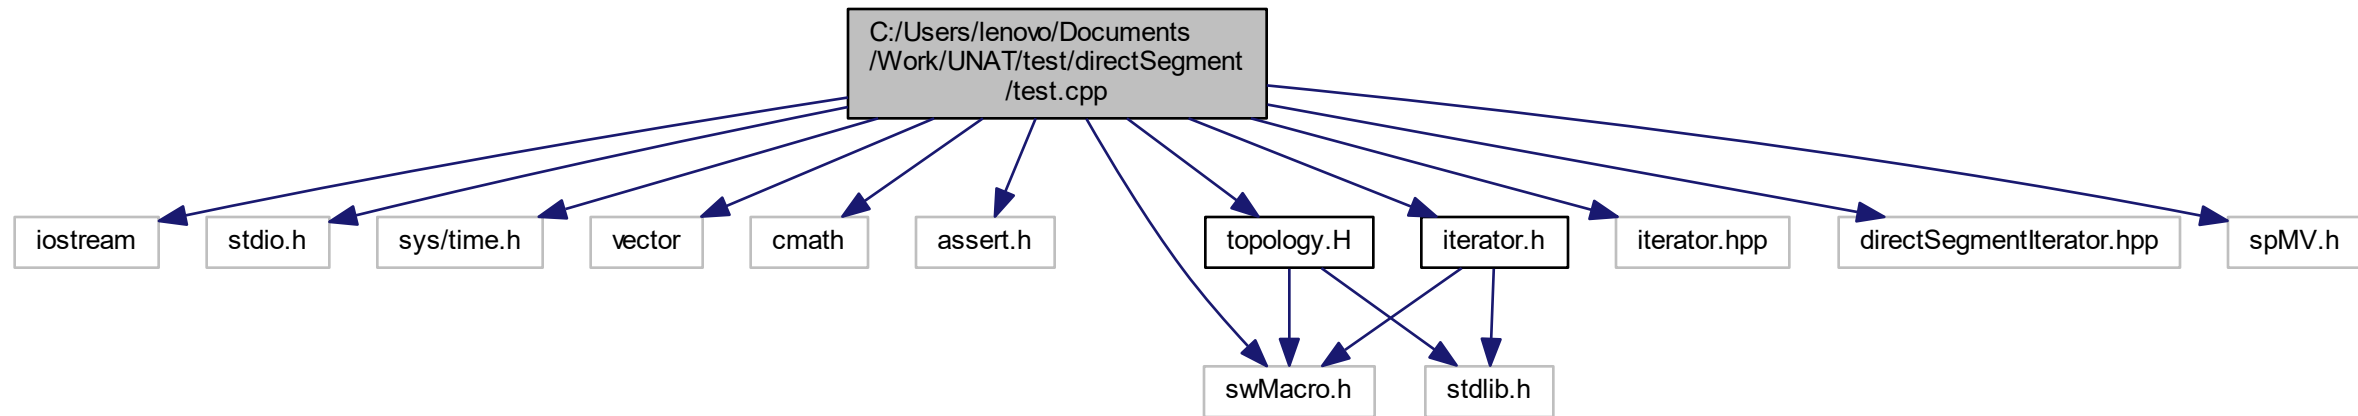 C:/Users/lenovo/Documents
/Work/UNAT/test/directSegment
/test.cpp
iostream
stdio.h
sys/time.h
vector
cmath
assert.h
topology.H
iterator.h
iterator.hpp
directSegmentIterator.hpp
spMV.h
swMacro.h
stdlib.h